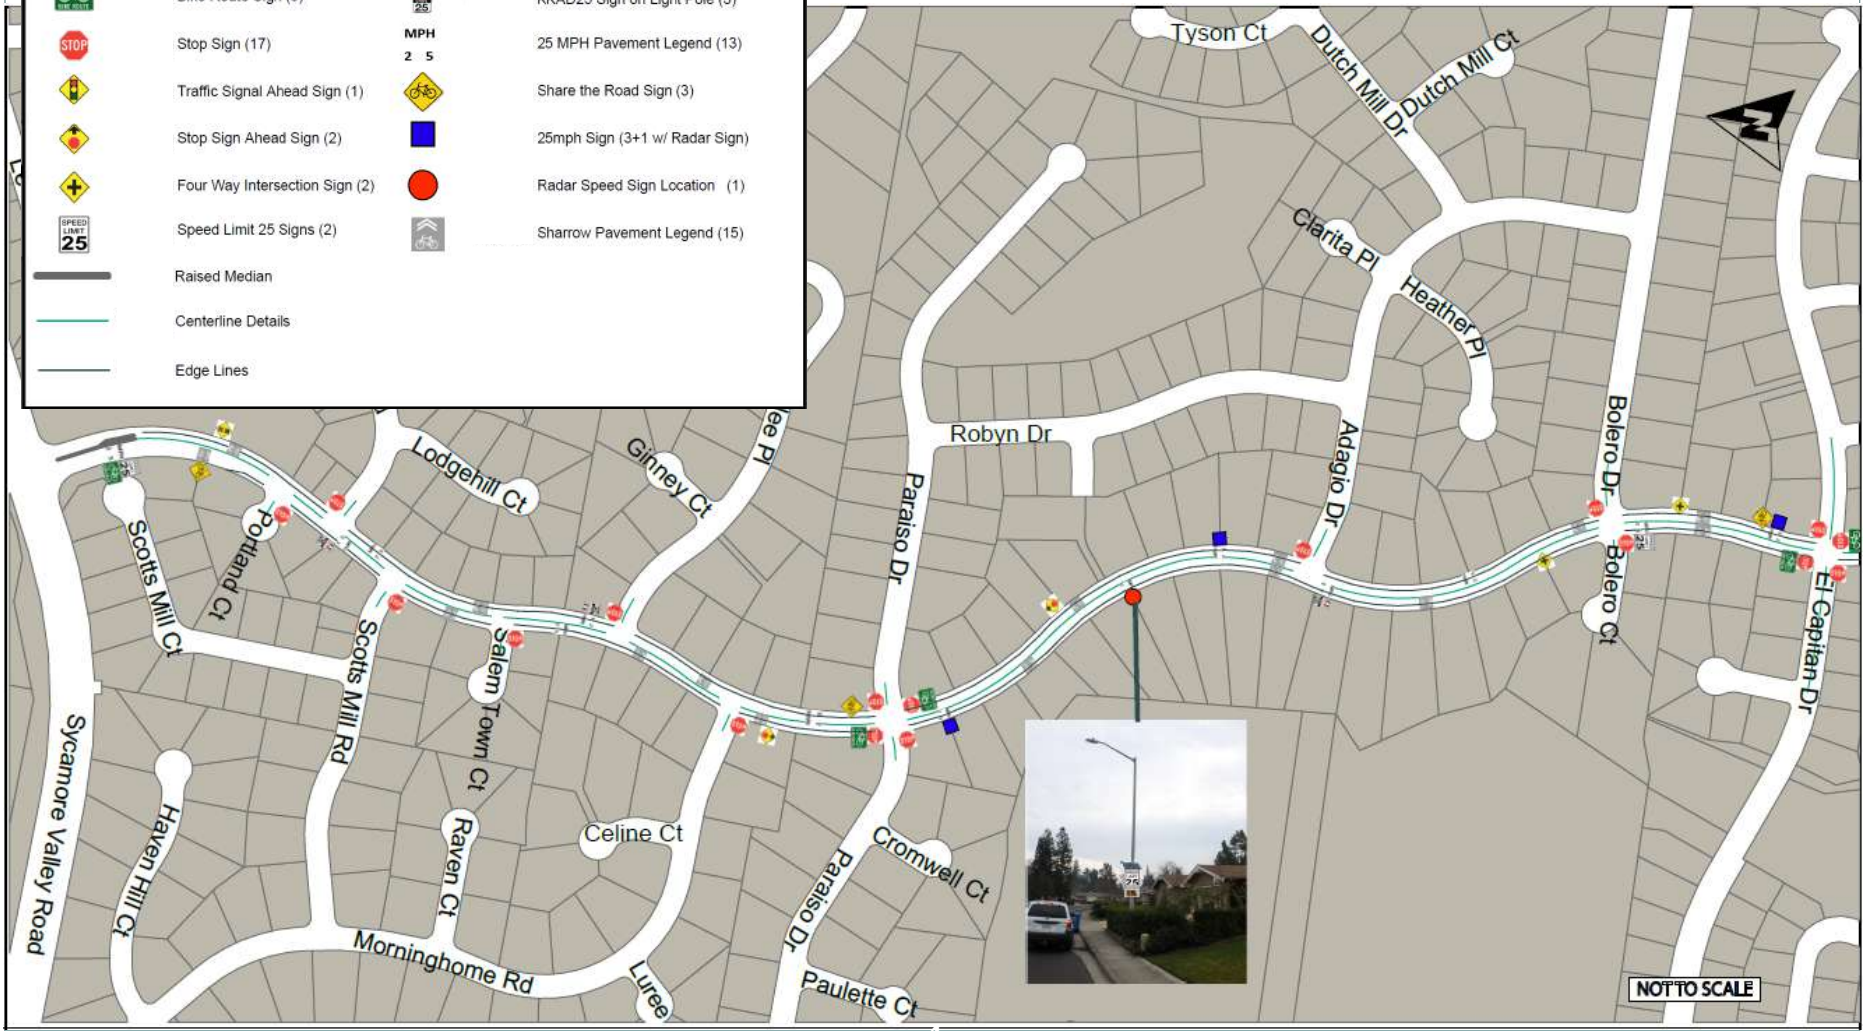 STOP
Stop Sign (17)
Traffic Signal Ahead Sign (1)
Stop Sign Ahead Sign (2)
Four Way Intersection Sign (2)
SPEED
LIMIT
25
Speed Limit 25 Signs (2)
Raised Median
Centerline Details
Edge Lines
25
MPH
2 5
25 MPH Pavement Legend (13)
Share the Road Sign (3)
25mph Sign (3+1 w/ Radar Sign)
Radar Speed Sign Location (1)
Sharrow Pavement Legend (15)
Tyson Ct
Dutch Mill Dr
Dutch Mill Ct
Clarita Pl
Heather Pl
Robyn Dr
Adagio Dr
Bolero Dr
Bolero Ct
El Capitan Dr
Paraiso Dr
Lodgehill Ct
Ginney Ct
Portland Ct
Scotts Mill Ct
Scotts Mill Rd
Salem Town Ct
Sycamore Valley Road
Haven Hill Ct
Raven Ct
Celine Ct
Cromwell Ct
Paraiso Dr
Morninghome Rd
Luree
Paulette Ct
25
NOT TO SCALE